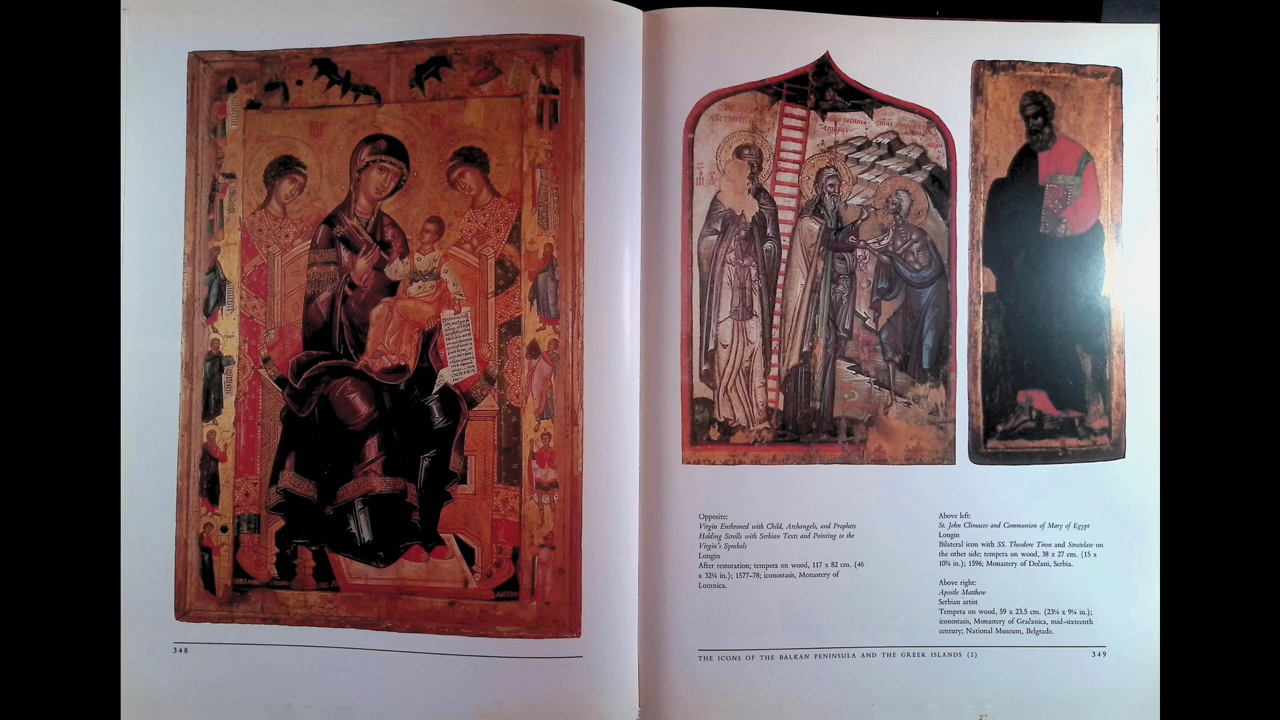 348
Opposite:
Virgin Enthroned with Child, Archangels, and Prophets
Holding Scrolls with Serbian Texts and Pointing to the
Virgin's Symbols
Longin
After restoration; tempera on wood, 117 x 82 cm. (46
x 32¼ in.); 1577–78; iconostasis, Monastery of
Lomnica.
Above left:
St. John Climacos and Communion of Mary of Egypt
Longin
Bilateral icon with SS. Theodore Tiron and Stratelate on
the other side; tempera on wood, 38 x 27 cm. (15 x
10¾ in.); 1596; Monastery of Dečani, Serbia.
Above right:
Apostle Matthew
Serbian artist
Tempera on wood, 59 x 23.5 cm. (23¼ x 9¼ in.);
iconostasis, Monastery of Gračanica, mid-sixteenth
century; National Museum, Belgrade.
THE ICONS OF THE BALKAN PENINSULA AND THE GREEK ISLANDS (2)
349